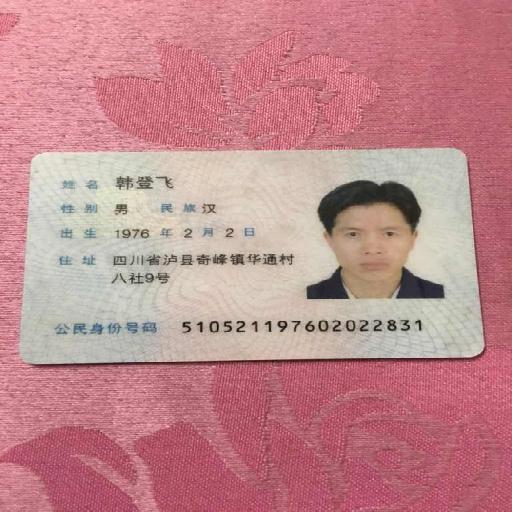 姓名 韩登飞
性别 男 民族 汉
出生 1976 年 2 月 2 日
住址 四川省泸县奇峰镇华通村
八社9号
公民身份号码 510521197602022831